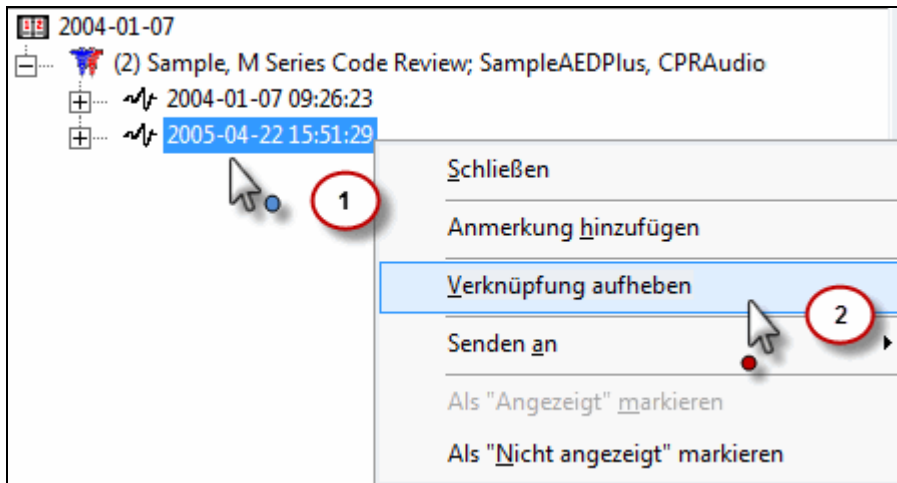 2004-01-07
(2) Sample, M Series Code Review; SampleAEDPlus, CPRAudio
2004-01-07 09:26:23
2005-04-22 15:51:29
1
Schließen
Anmerkung hinzufügen
Verknüpfung aufheben
2
Senden an
Als "Angezeigt" markieren
Als "Nicht angezeigt" markieren